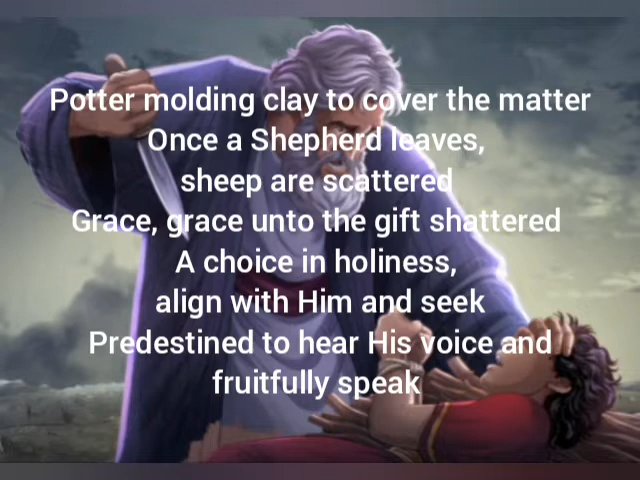 Potter molding clay to cover the matter
Once a Shepherd leaves,
sheep are scattered
Grace, grace unto the gift shattered
A choice in holiness,
align with Him and seek
Predestined to hear His voice and
fruitfully speak